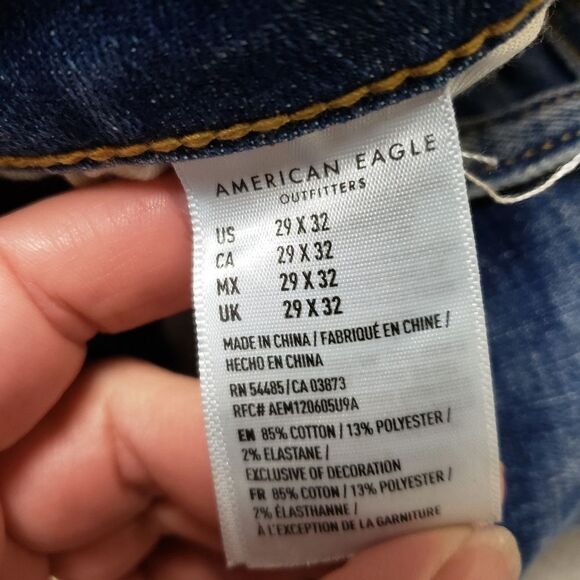 AMERICAN EAGLE
OUTFITTERS
US 29 X 32
CA 29 X 32
MX 29 X 32
UK 29 X 32
MADE IN CHINA / FABRIQUÉ EN CHINE /
HECHO EN CHINA
RN 54485 / CA 03873
RFC# AEM120605U9A
EN 85% COTTON / 13% POLYESTER /
2% ELASTANE /
EXCLUSIVE OF DECORATION
FR 85% COTON / 13% POLYESTER /
2% ÉLASTHANNE /
À L'EXCEPTION DE LA GARNITURE